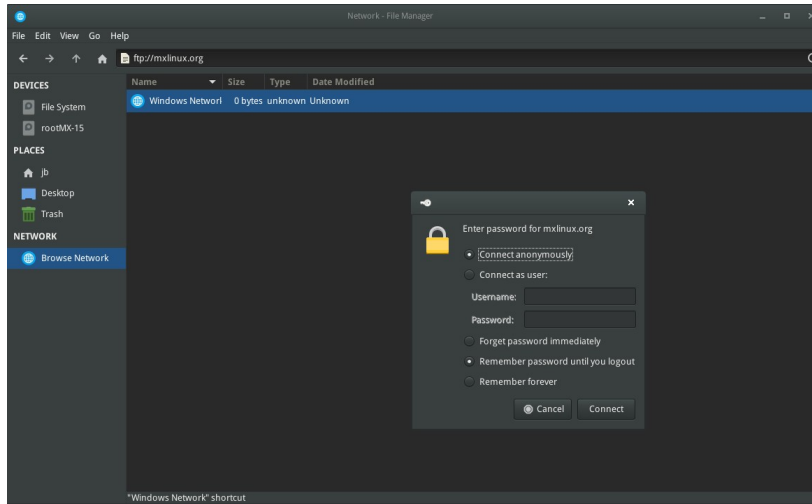 Network - File Manager
File Edit View Go Help
ftp://mxlinux.org
DEVICES
File System
rootMX-15
PLACES
jb
Desktop
Trash
NETWORK
Browse Network
Name Size Type Date Modified
Windows Networl 0 bytes unknown Unknown
Enter password for mxlinux.org
Connect anonymously
Connect as user:
Username:
Password:
Forget password immediately
Remember password until you logout
Remember forever
Cancel Connect
"Windows Network" shortcut